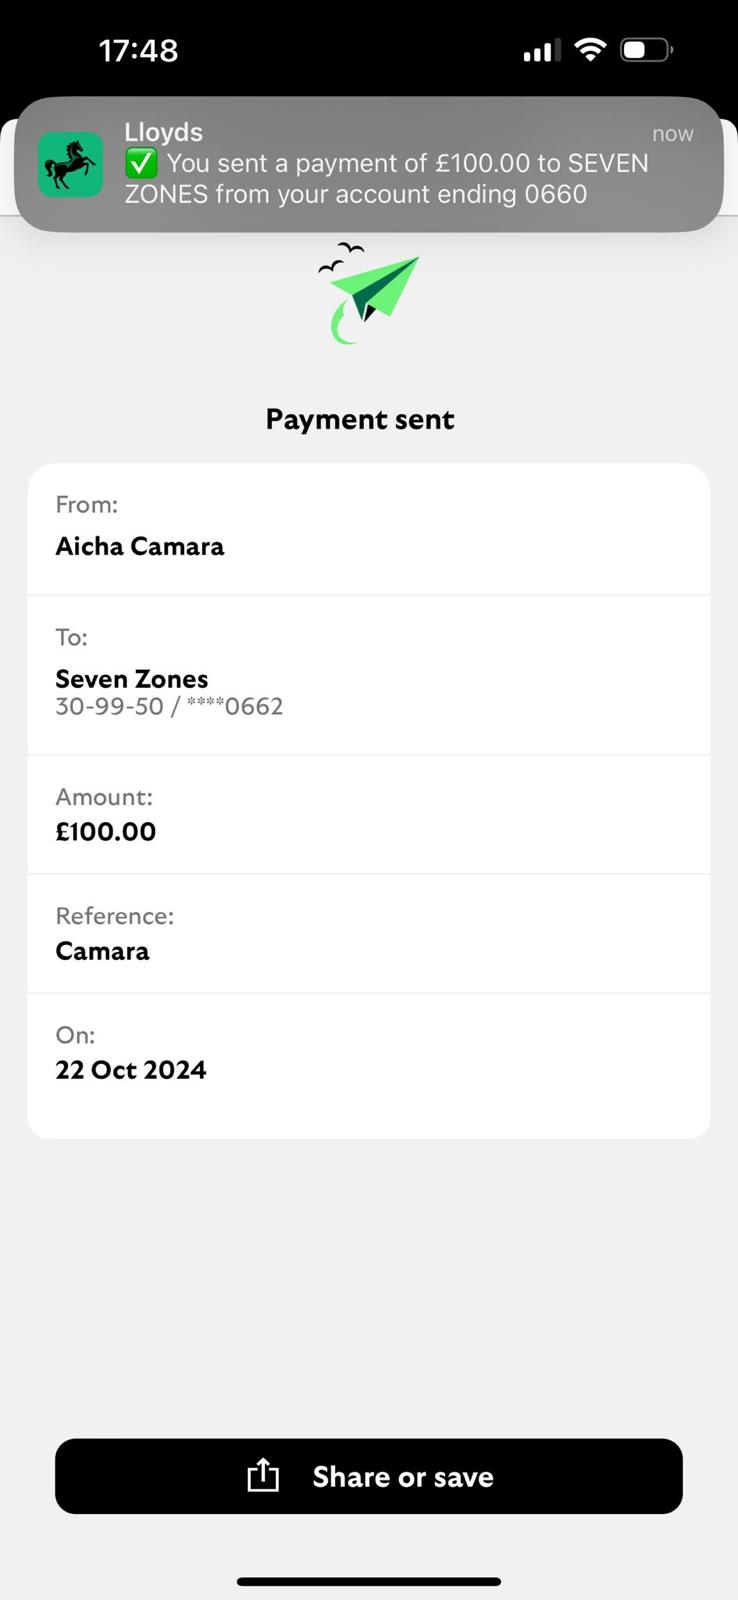 17:48
Lloyds
now
✅ You sent a payment of £100.00 to SEVEN
ZONES from your account ending 0660
Payment sent
From:
Aicha Camara
To:
Seven Zones
30-99-50 / ****0662
Amount:
£100.00
Reference:
Camara
On:
22 Oct 2024
Share or save